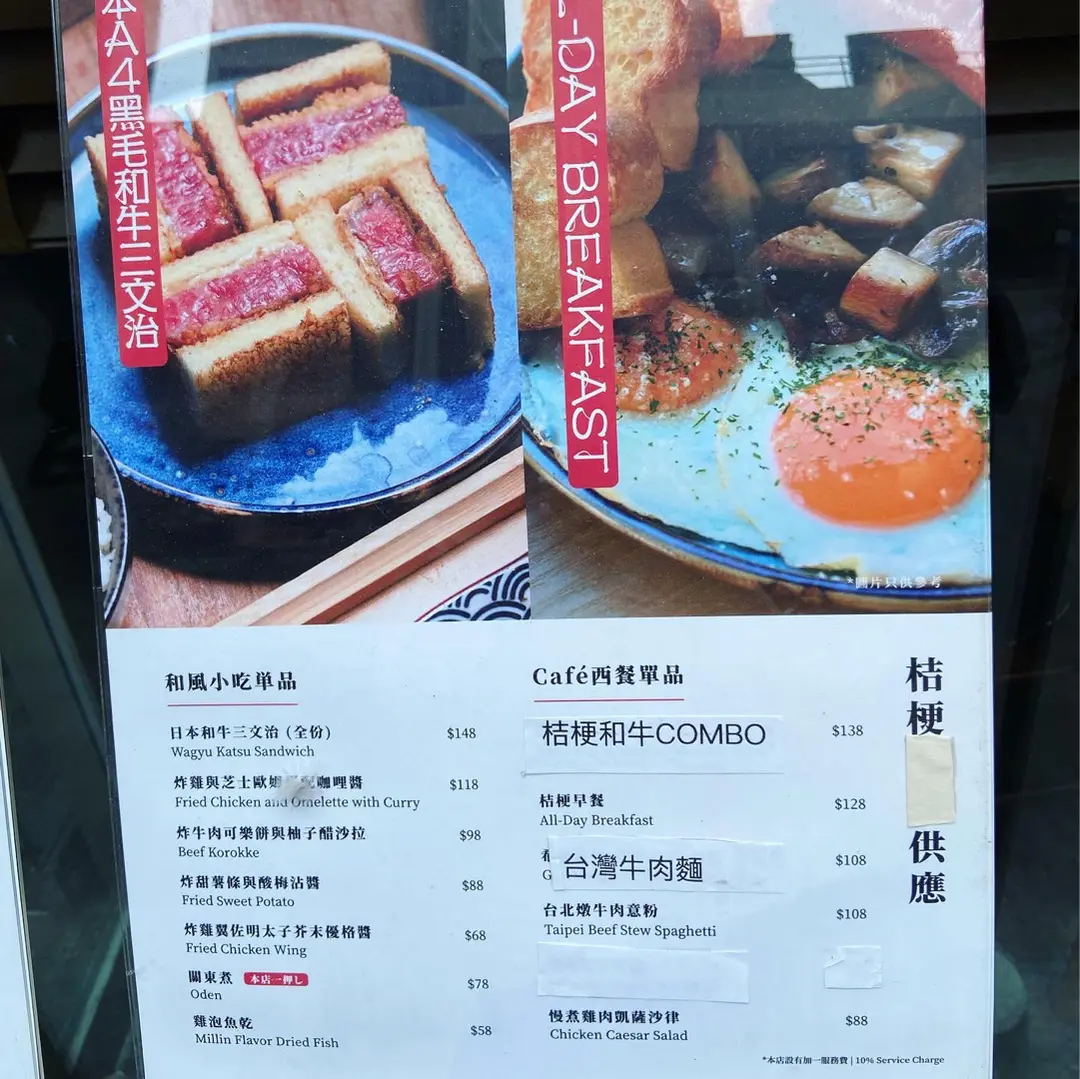 本A4黑毛和牛三文治
-DAY BREAKFAST
*圖片只供參考
和風小吃単品
日本和牛三文治 (全份) $148
Wagyu Katsu Sandwich
炸雞與芝士歐姆 咖哩醬 $118
Fried Chicken and Omelette with Curry
炸牛肉可樂餅與柚子醋沙拉 $98
Beef Korokke
炸甜薯條與酸梅沾醬 $88
Fried Sweet Potato
炸雞翼佐明太子芥末優格醬 $68
Fried Chicken Wing
關東煮 本店一押し $78
Oden
雞泡魚乾 $58
Millin Flavor Dried Fish
Café西餐單品
桔梗和牛COMBO $138
桔梗早餐 $128
All-Day Breakfast
台灣牛肉麵 $108
G
台北燉牛肉意粉 $108
Taipei Beef Stew Spaghetti
慢煮雞肉凱薩沙律 $88
Chicken Caesar Salad
桔梗
供應
*本店設有加一服務費 | 10% Service Charge